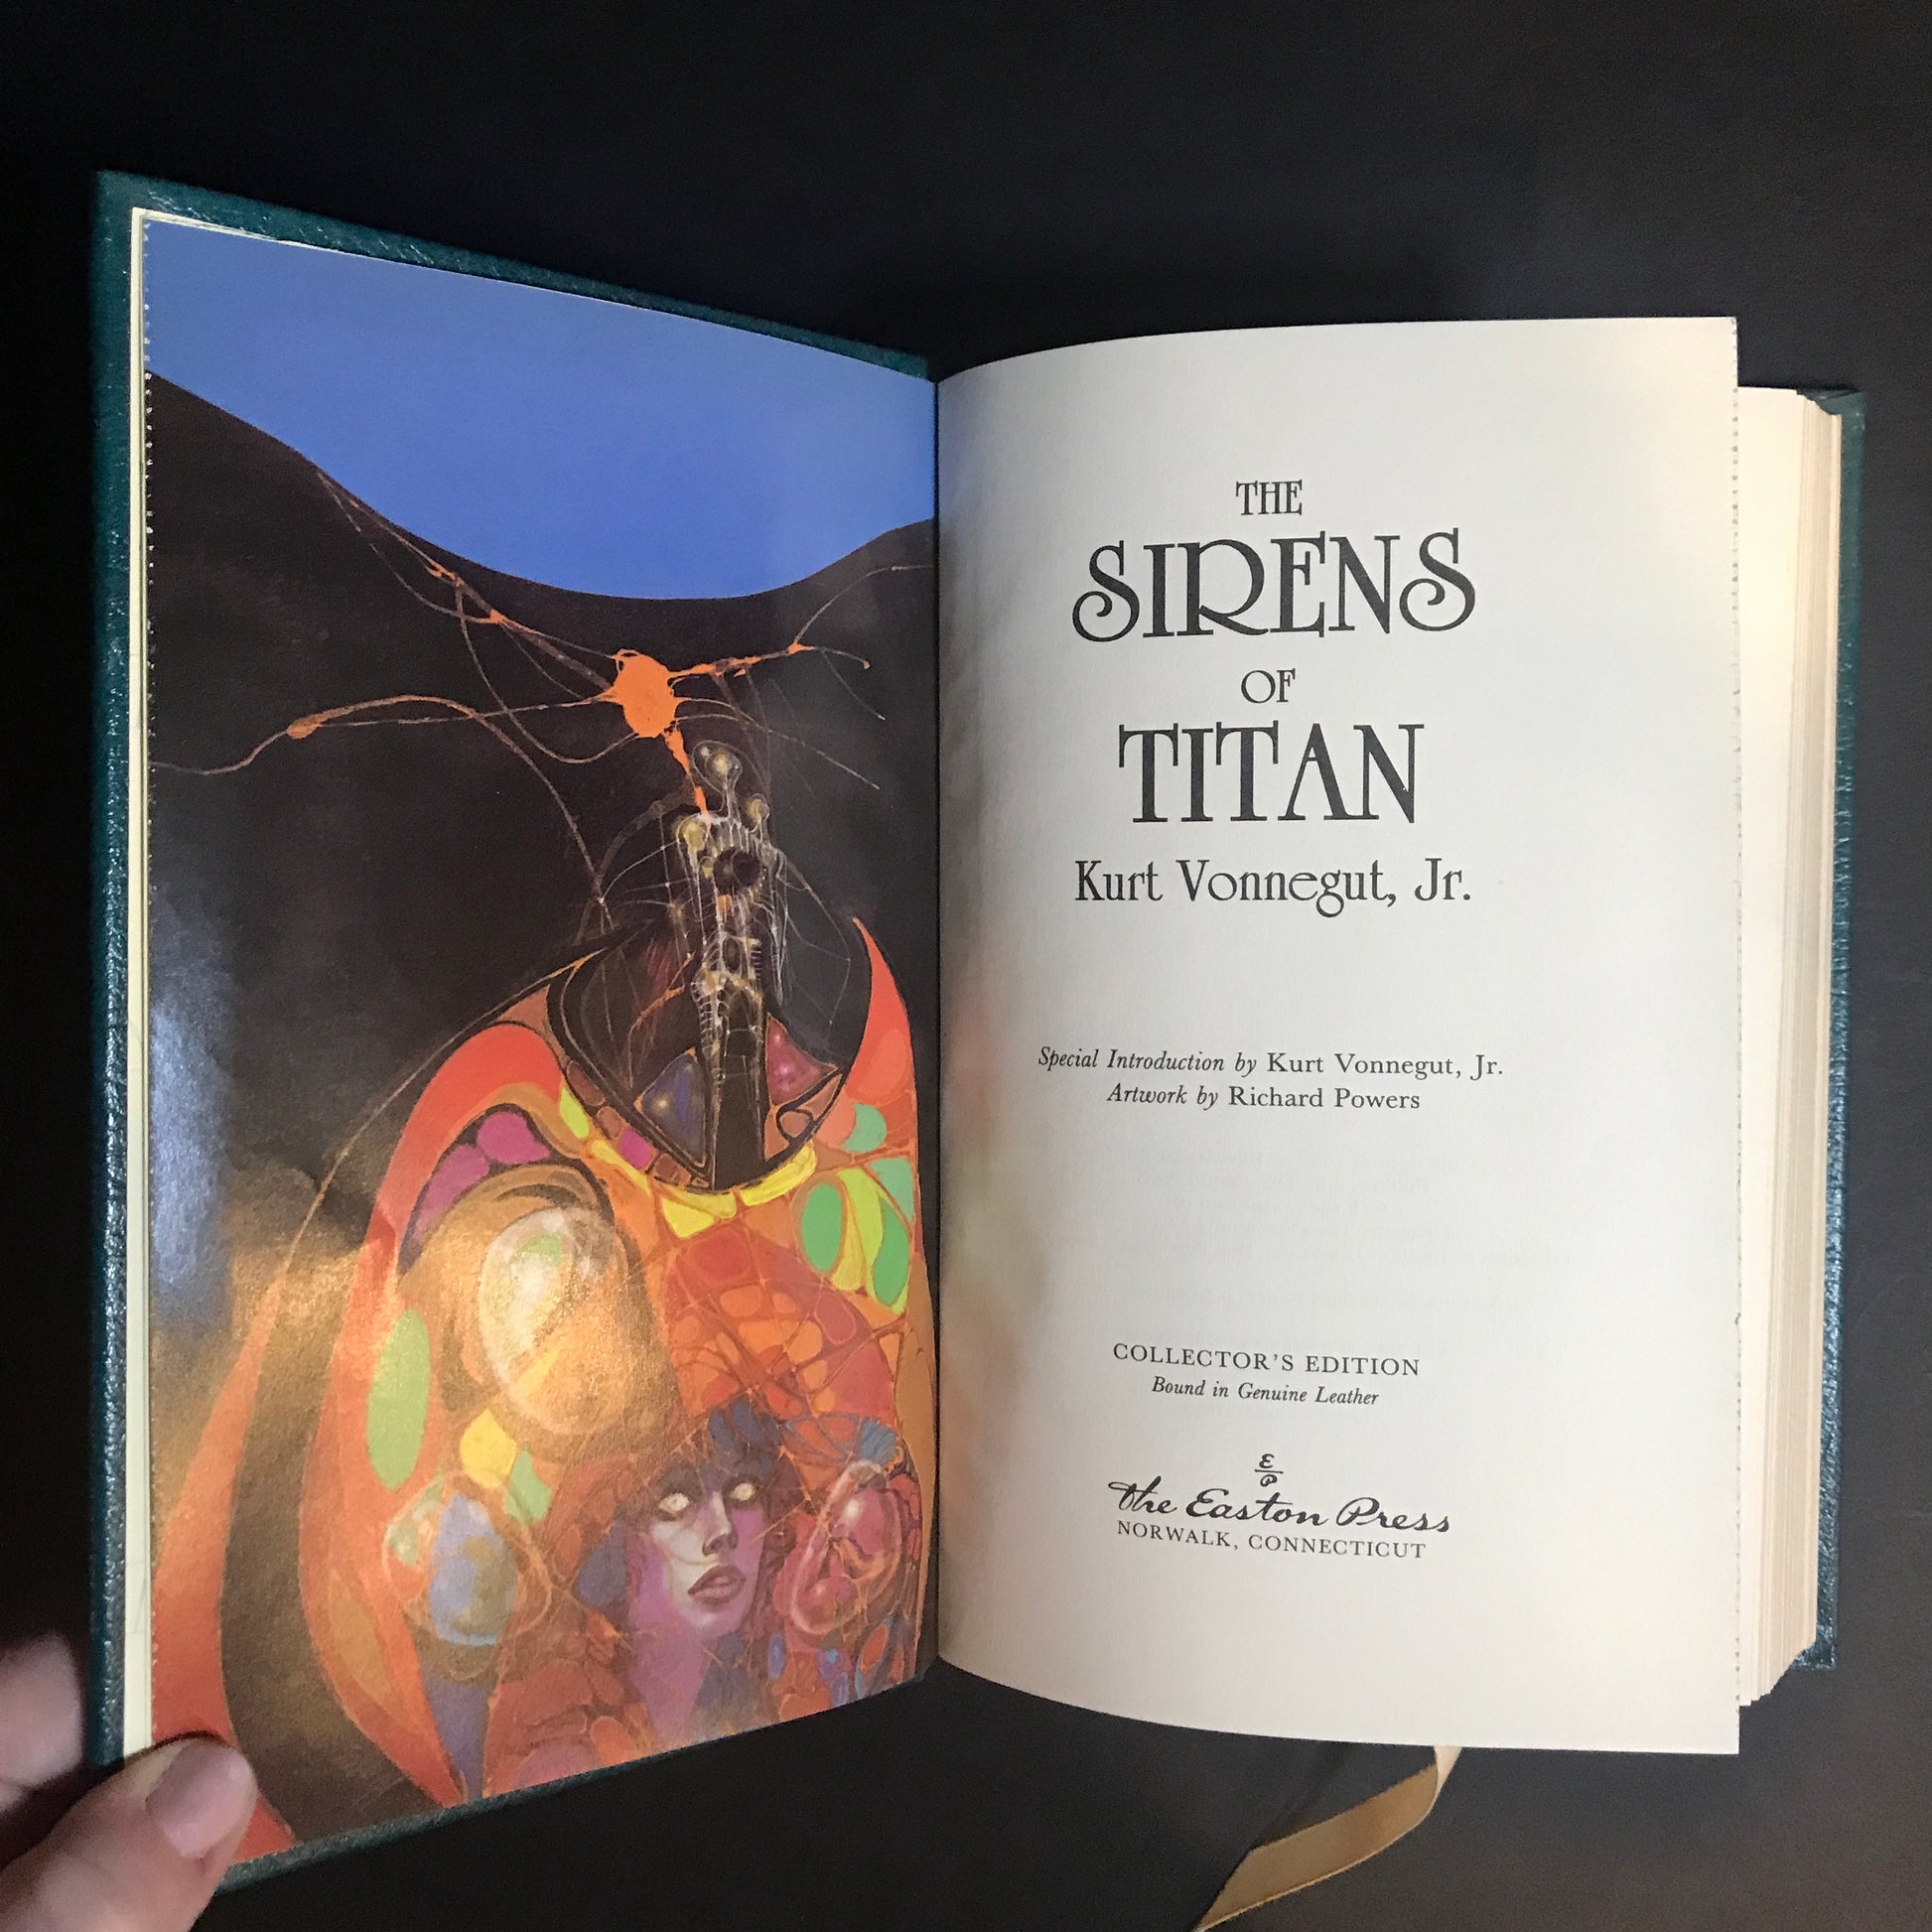 THE
SIRENS
OF
TITAN
Kurt Vonnegut, Jr.
Special Introduction by Kurt Vonnegut, Jr.
Artwork by Richard Powers
COLLECTOR'S EDITION
Bound in Genuine Leather
E
P
The Easton Press
NORWALK, CONNECTICUT